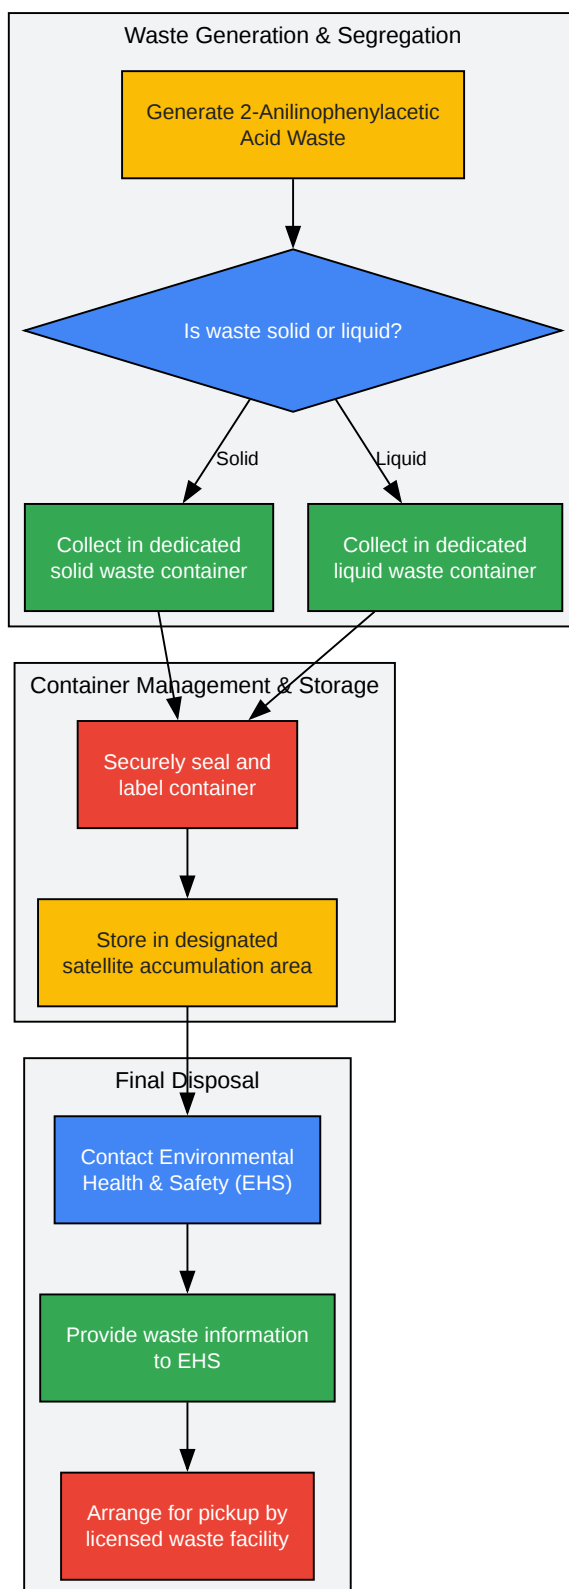 Waste Generation & Segregation
Generate 2-Anilinophenylacetic
Acid Waste
Is waste solid or liquid?
Solid
Liquid
Collect in dedicated
solid waste container
Collect in dedicated
liquid waste container
Container Management & Storage
Securely seal and
label container
Store in designated
satellite accumulation area
Final Disposal
Contact Environmental
Health & Safety (EHS)
Provide waste information
to EHS
Arrange for pickup by
licensed waste facility